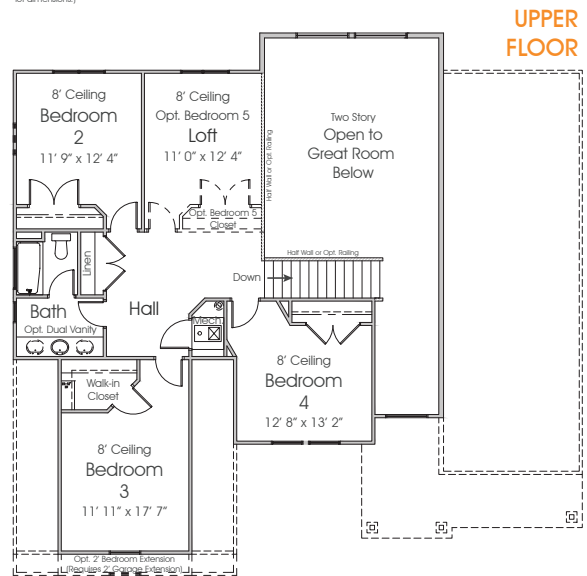 for dimensions.)
UPPER
FLOOR
8’ Ceiling
Bedroom
2
11’ 9” x 12’ 4”
8’ Ceiling
Opt. Bedroom 5
Loft
11’ 0” x 12’ 4”
Opt. Bedroom 5
Closet
Half Wall or Opt. Railing
Two Story
Open to
Great Room
Below
Half Wall or Opt. Railing
Down
Linen
Bath
Opt. Dual Vanity
Hall
Mech.
8’ Ceiling
Bedroom
4
12’ 8” x 13’ 2”
Walk-in
Closet
8’ Ceiling
Bedroom
3
11’ 11” x 17’ 7”
Opt. 2’ Bedroom Extension
(Requires 2’ Garage Extension)